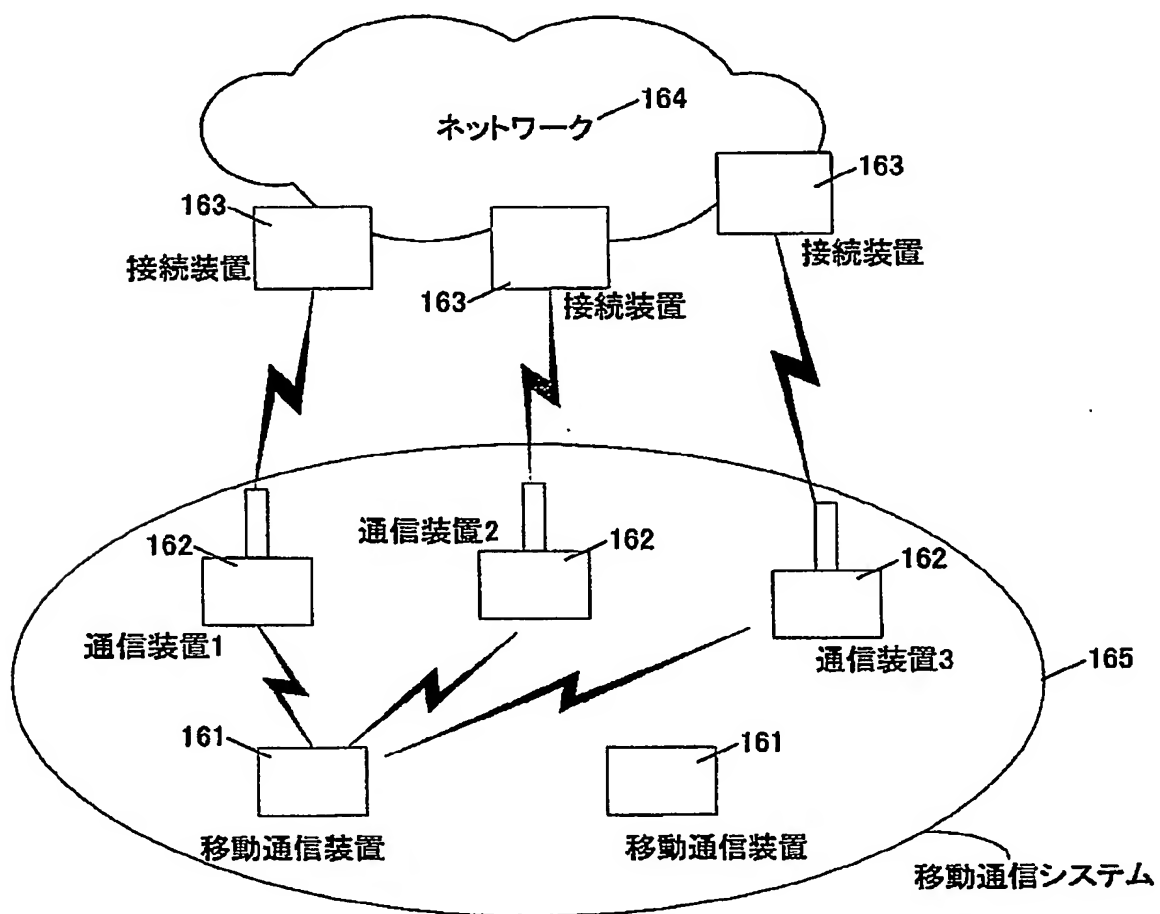 164
ネットワーク
163
163
接続装置
接続装置
163
接続装置
通信装置2
162
162
162
通信装置1
通信装置3
165
161
161
移動通信装置
移動通信装置
移動通信システム